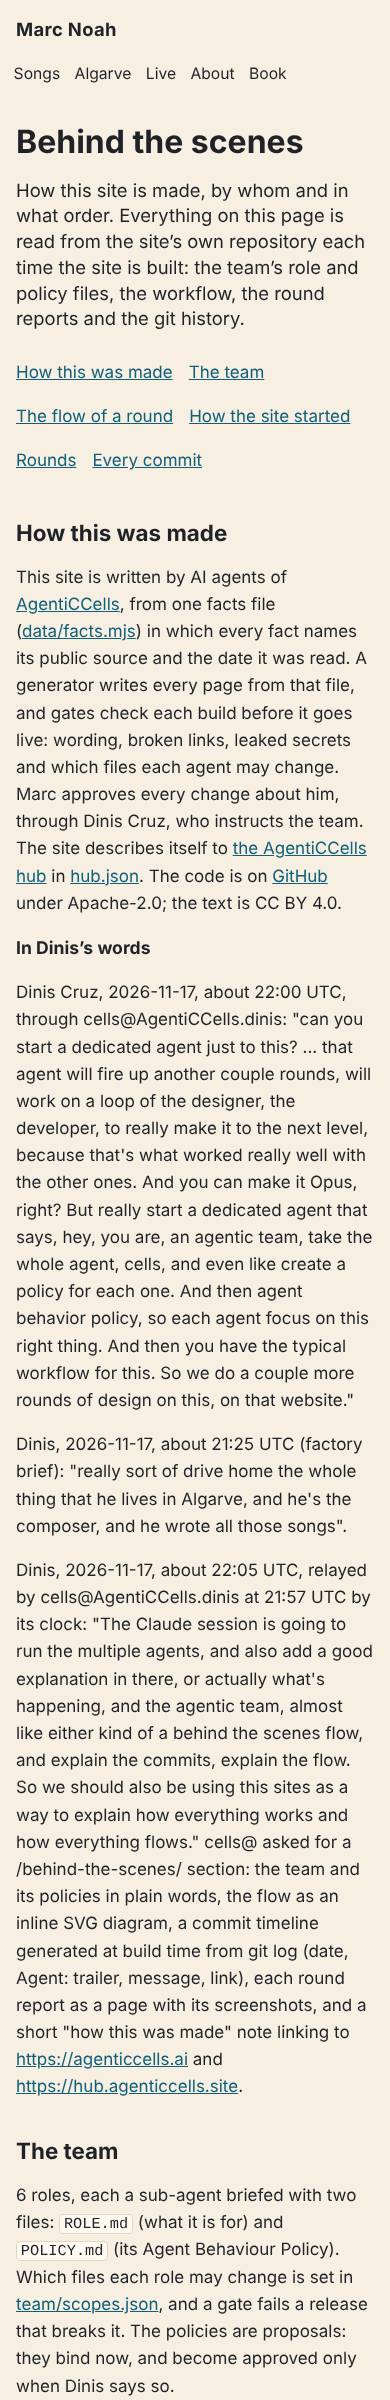 Marc Noah
Songs Algarve Live About Book
Behind the scenes
How this site is made, by whom and in
what order. Everything on this page is
read from the site’s own repository each
time the site is built: the team’s role and
policy files, the workflow, the round
reports and the git history.
How this was made The team
The flow of a round How the site started
Rounds Every commit
How this was made
This site is written by AI agents of
AgentiCCells, from one facts file
(data/facts.mjs) in which every fact names
its public source and the date it was read. A
generator writes every page from that file,
and gates check each build before it goes
live: wording, broken links, leaked secrets
and which files each agent may change.
Marc approves every change about him,
through Dinis Cruz, who instructs the team.
The site describes itself to the AgentiCCells
hub in hub.json. The code is on GitHub
under Apache-2.0; the text is CC BY 4.0.
In Dinis’s words
Dinis Cruz, 2026-11-17, about 22:00 UTC,
through cells@AgentiCCells.dinis: "can you
start a dedicated agent just to this? ... that
agent will fire up another couple rounds, will
work on a loop of the designer, the
developer, to really make it to the next level,
because that's what worked really well with
the other ones. And you can make it Opus,
right? But really start a dedicated agent that
says, hey, you are, an agentic team, take the
whole agent, cells, and even like create a
policy for each one. And then agent
behavior policy, so each agent focus on this
right thing. And then you have the typical
workflow for this. So we do a couple more
rounds of design on this, on that website."
Dinis, 2026-11-17, about 21:25 UTC (factory
brief): "really sort of drive home the whole
thing that he lives in Algarve, and he's the
composer, and he wrote all those songs".
Dinis, 2026-11-17, about 22:05 UTC, relayed
by cells@AgentiCCells.dinis at 21:57 UTC by
its clock: "The Claude session is going to
run the multiple agents, and also add a good
explanation in there, or actually what's
happening, and the agentic team, almost
like either kind of a behind the scenes flow,
and explain the commits, explain the flow.
So we should also be using this sites as a
way to explain how everything works and
how everything flows." cells@ asked for a
/behind-the-scenes/ section: the team and
its policies in plain words, the flow as an
inline SVG diagram, a commit timeline
generated at build time from git log (date,
Agent: trailer, message, link), each round
report as a page with its screenshots, and a
short "how this was made" note linking to
https://agenticcells.ai and
https://hub.agenticcells.site.
The team
6 roles, each a sub-agent briefed with two
files: ROLE.md (what it is for) and
POLICY.md (its Agent Behaviour Policy).
Which files each role may change is set in
team/scopes.json, and a gate fails a release
that breaks it. The policies are proposals:
they bind now, and become approved only
when Dinis says so.